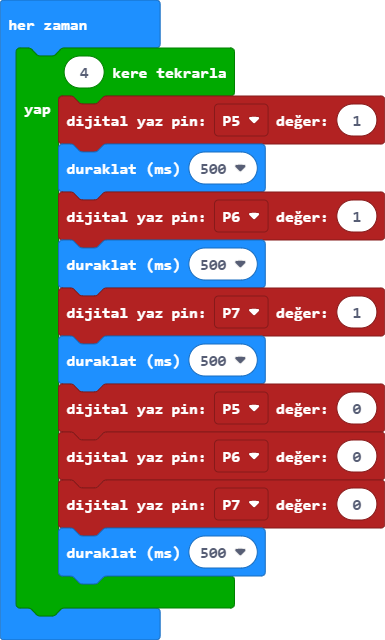 her zaman
4 kere tekrarla
yap
dijital yaz pin: P5 değer: 1
duraklat (ms) 500
dijital yaz pin: P6 değer: 1
duraklat (ms) 500
dijital yaz pin: P7 değer: 1
duraklat (ms) 500
dijital yaz pin: P5 değer: 0
dijital yaz pin: P6 değer: 0
dijital yaz pin: P7 değer: 0
duraklat (ms) 500